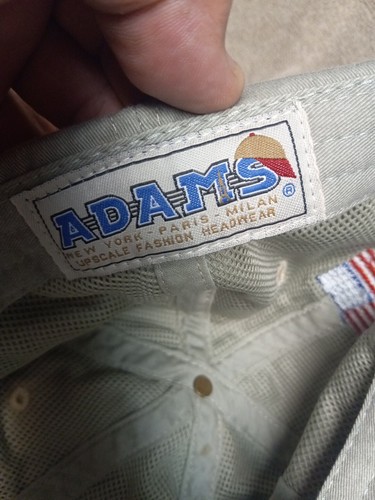 ADAMS®
NEW YORK - PARIS - MILAN
UPSCALE FASHION HEADWEAR